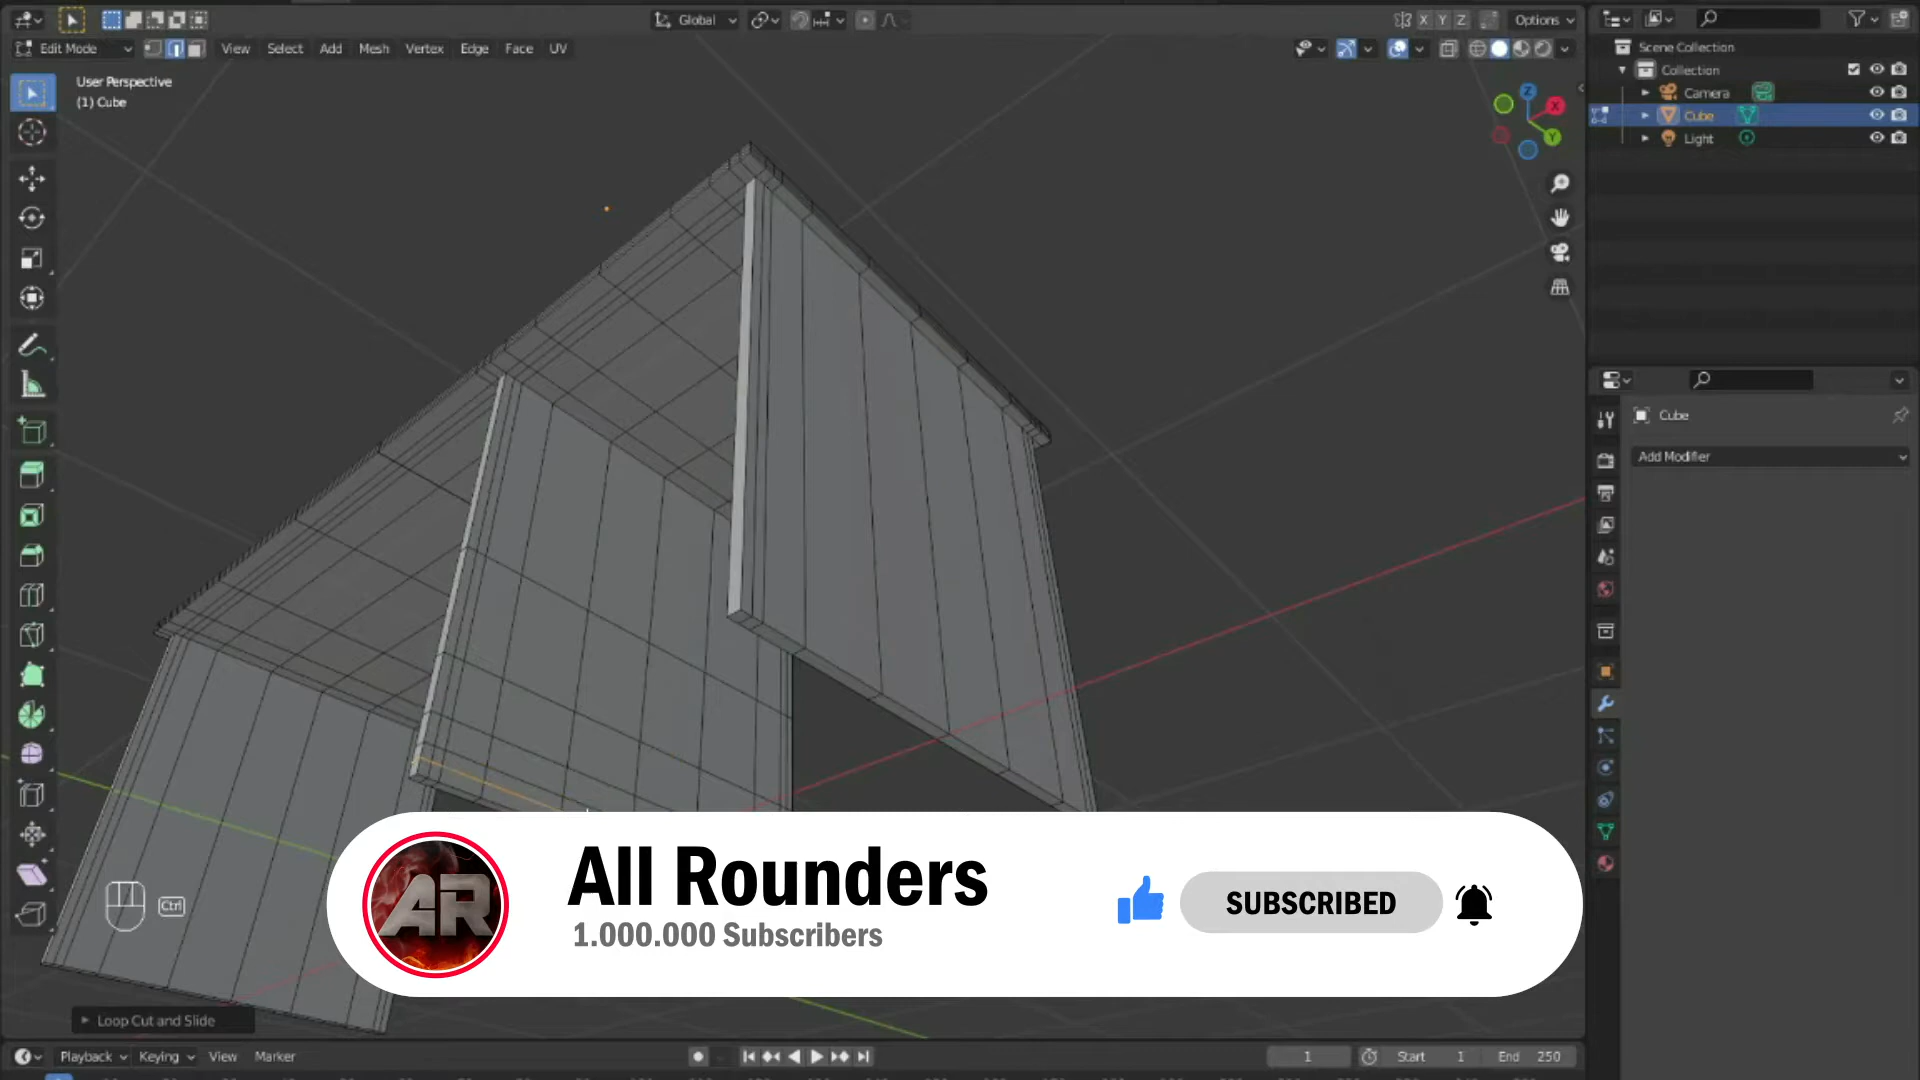 Global
X Y Z
Options
Edit Mode
View Select Add Mesh Vertex Edge Face UV
User Perspective
(1) Cube
Z
X
Y
Scene Collection
Collection
Camera
Cube
Light
Cube
Add Modifier
AR
All Rounders
1.000.000 Subscribers
SUBSCRIBED
Ctrl
Loop Cut and Slide
Playback Keying View Marker
1
Start 1
End 250